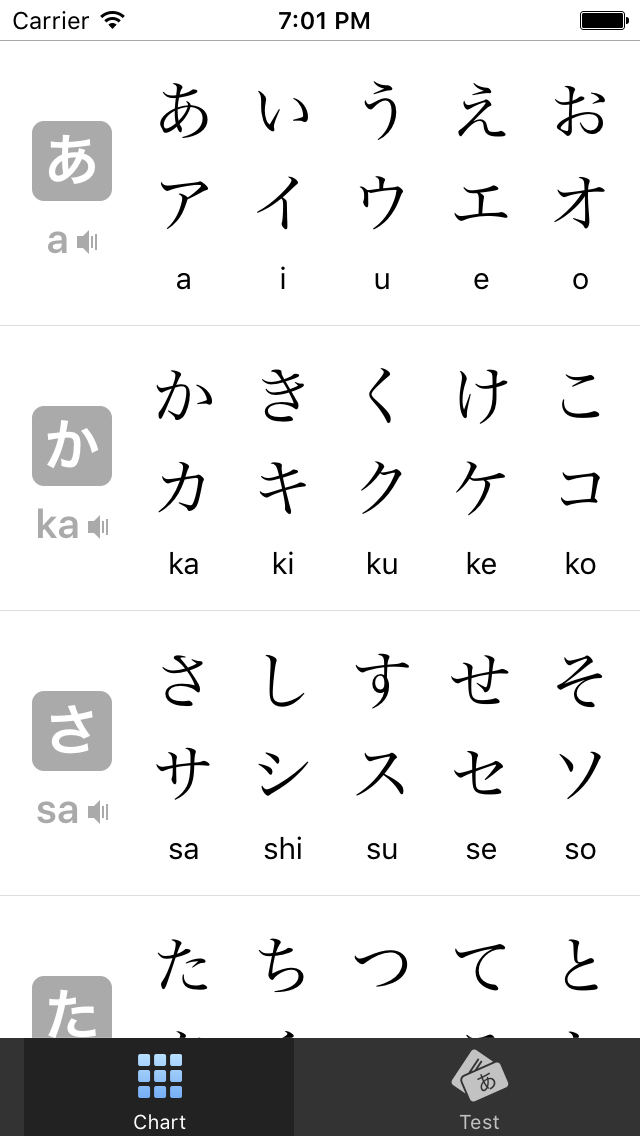 Carrier 7:01 PM
あ
a
あ い う え お
ア イ ウ エ オ
a i u e o
か
ka
か き く け こ
カ キ ク ケ コ
ka ki ku ke ko
さ
sa
さ し す せ そ
サ シ ス セ ソ
sa shi su se so
た
た ち つ て と
Chart
あ
Test